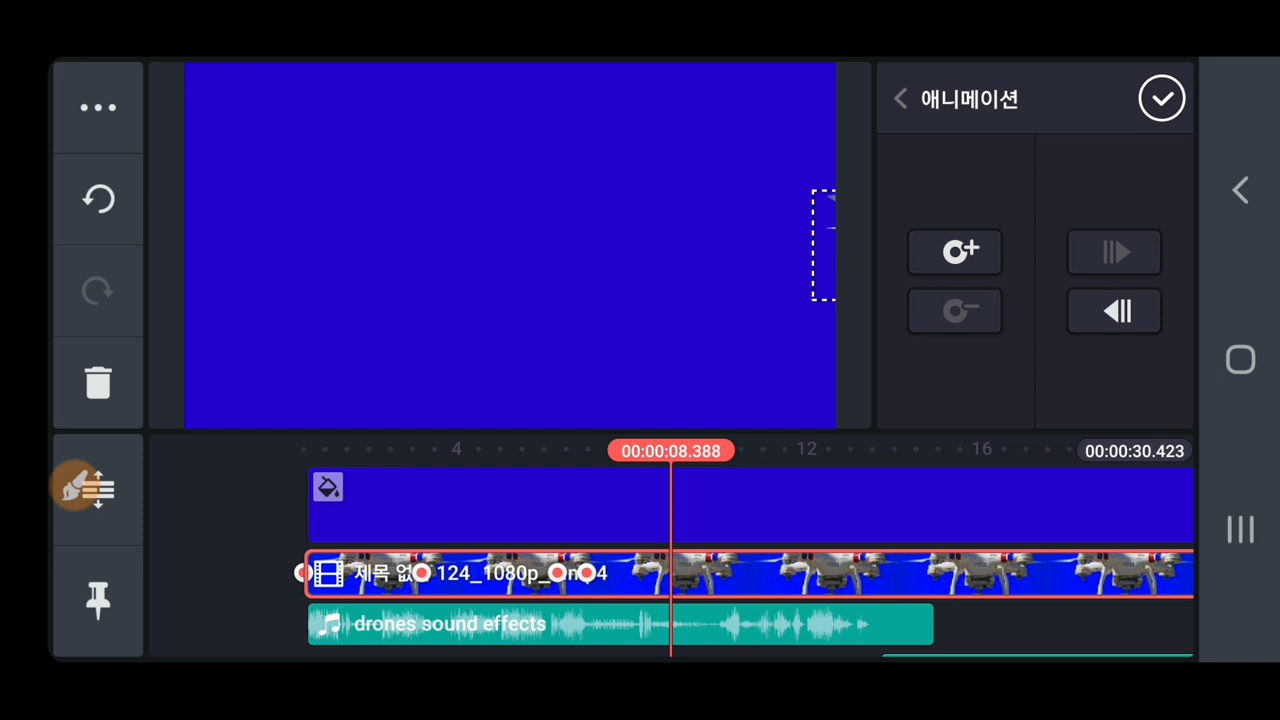 애니메이션
4
00:00:08.388
12
16
00:00:30.423
제목 없 124_1080p_ 4
drones sound effects